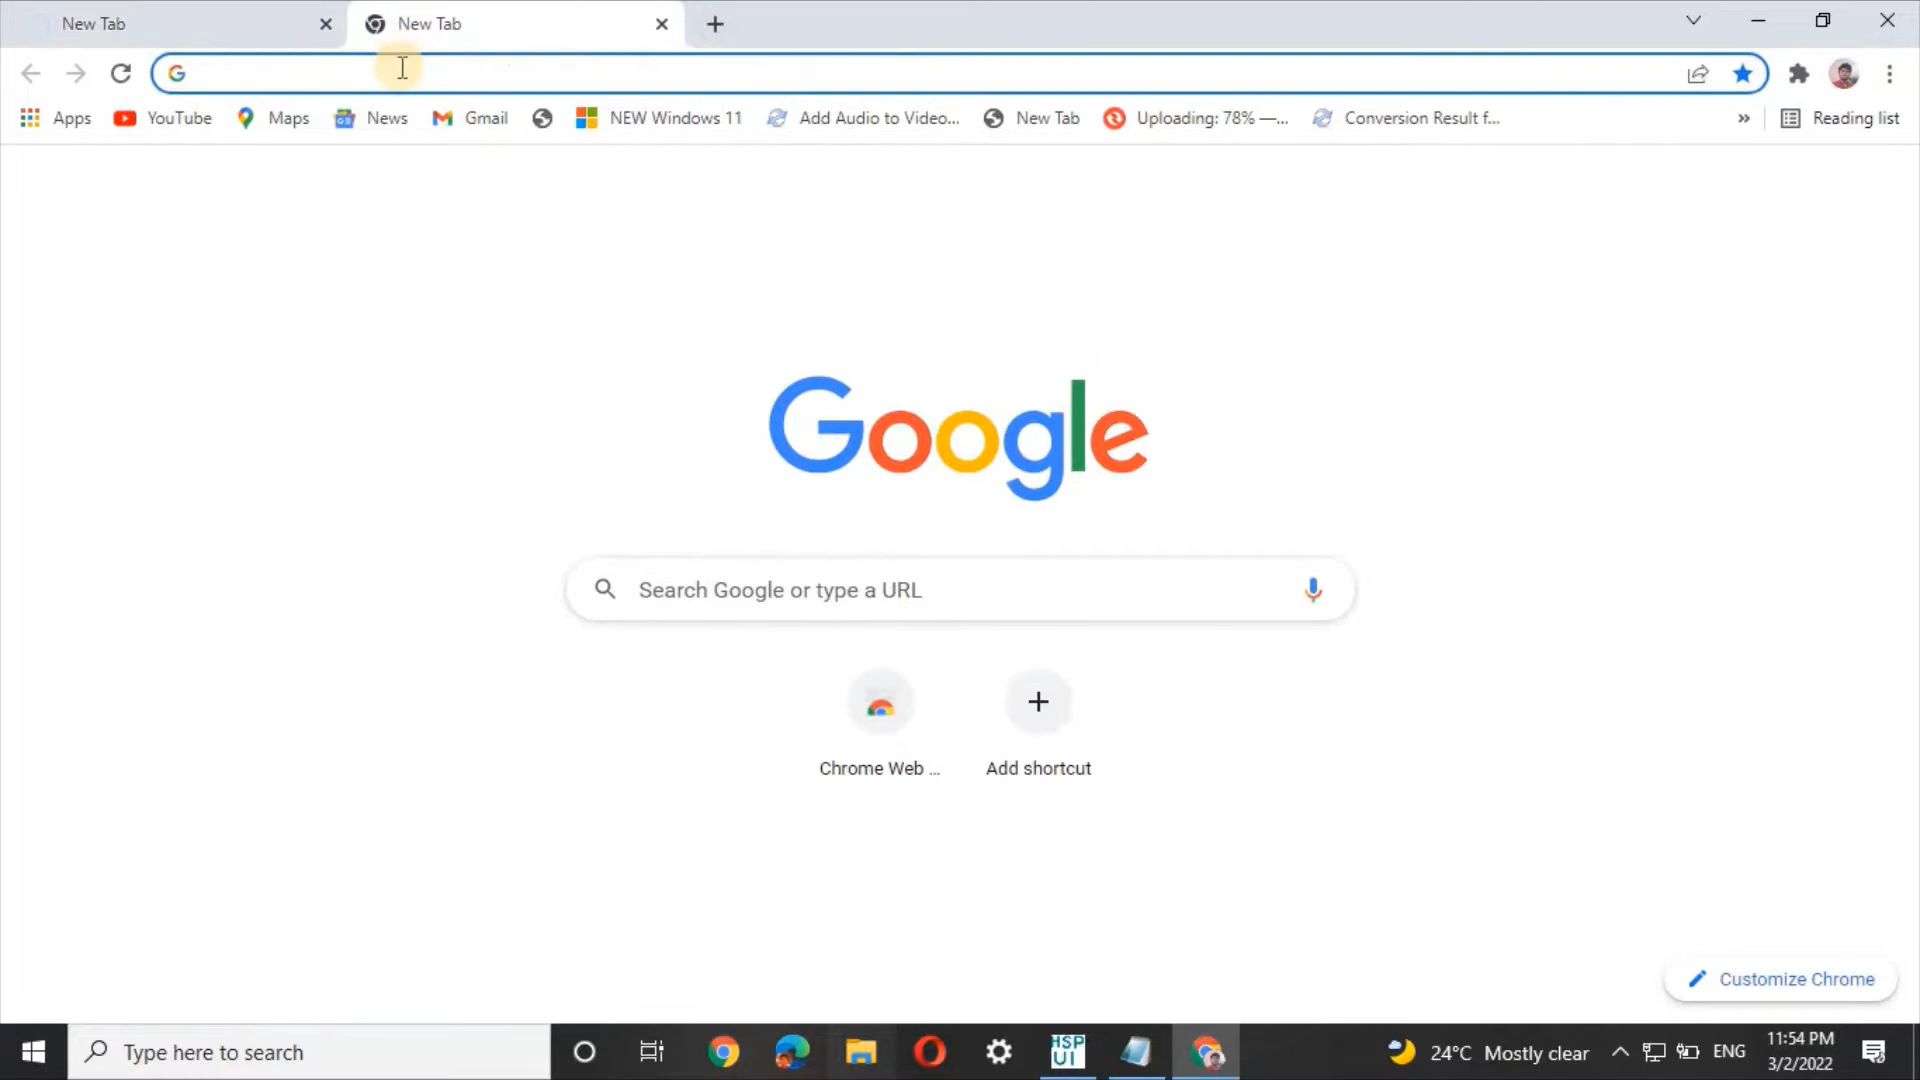 New Tab
New Tab
Apps YouTube Maps News Gmail NEW Windows 11 Add Audio to Video... New Tab Uploading: 78% —... Conversion Result f... » Reading list
Google
Search Google or type a URL
Chrome Web ... Add shortcut
Customize Chrome
Type here to search
HSP
UI
24°C Mostly clear
ENG
11:54 PM
3/2/2022